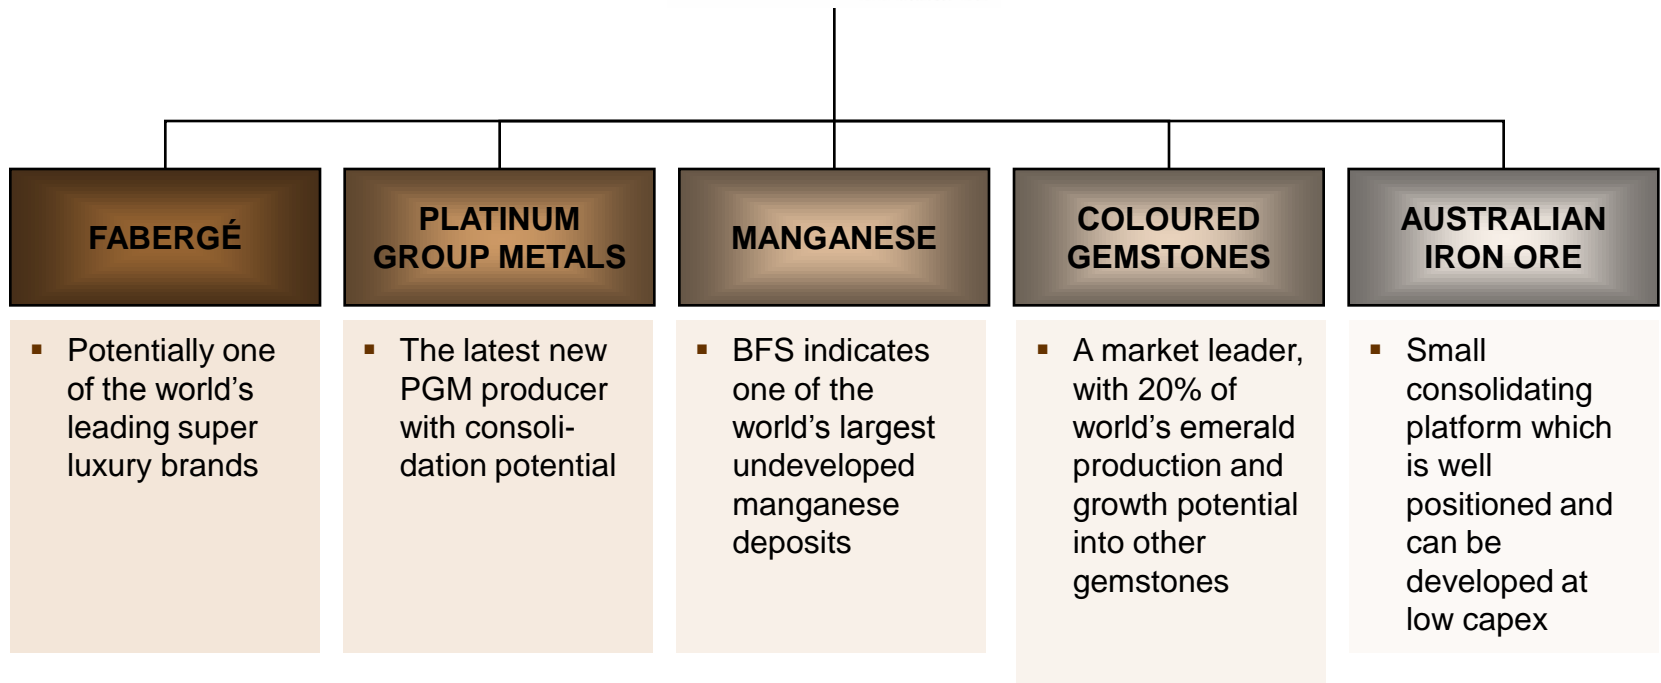 FABERGÉ
PLATINUM
GROUP METALS
MANGANESE
COLOURED
GEMSTONES
AUSTRALIAN
IRON ORE
▪ Potentially one
of the world's
leading super
luxury brands
▪ The latest new
PGM producer
with consoli-
dation potential
▪ BFS indicates
one of the
world's largest
undeveloped
manganese
deposits
▪ A market leader,
with 20% of
world's emerald
production and
growth potential
into other
gemstones
▪ Small
consolidating
platform which
is well
positioned and
can be
developed at
low capex